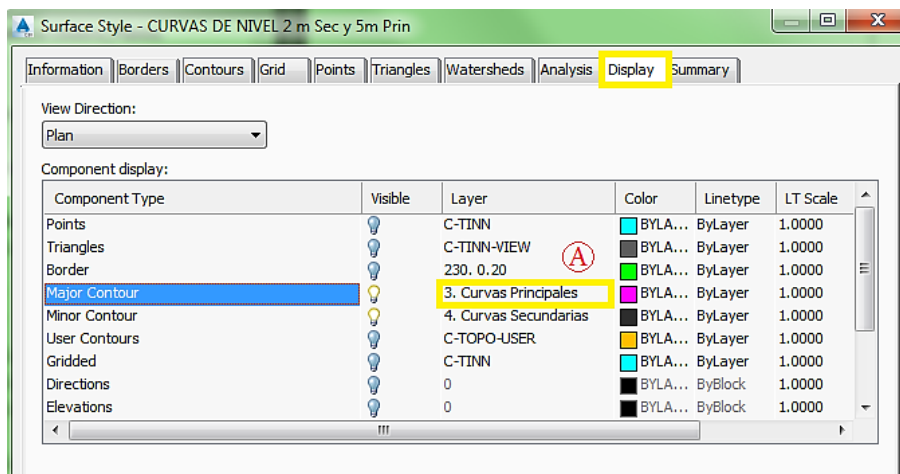 Surface Style - CURVAS DE NIVEL 2 m Sec y 5m Prin
Information Borders Contours Grid Points Triangles Watersheds Analysis Display Summary
View Direction:
Plan
Component display:
Component Type Visible Layer Color Linetype LT Scale
Points C-TINN BYLA... ByLayer 1.0000
Triangles C-TINN-VIEW BYLA... ByLayer 1.0000
Border 230. 0.20 BYLA... ByLayer 1.0000
A
Major Contour 3. Curvas Principales BYLA... ByLayer 1.0000
Minor Contour 4. Curvas Secundarias BYLA... ByLayer 1.0000
User Contours C-TOPO-USER BYLA... ByLayer 1.0000
Gridded C-TINN BYLA... ByLayer 1.0000
Directions 0 BYLA... ByBlock 1.0000
Elevations 0 BYLA... ByBlock 1.0000